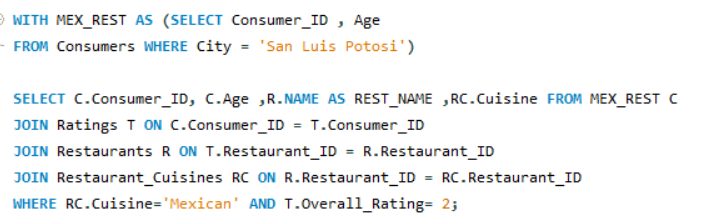 WITH MEX_REST AS (SELECT Consumer_ID , Age
FROM Consumers WHERE City = 'San Luis Potosi')
SELECT C.Consumer_ID, C.Age ,R.NAME AS REST_NAME ,RC.Cuisine FROM MEX_REST C
JOIN Ratings T ON C.Consumer_ID = T.Consumer_ID
JOIN Restaurants R ON T.Restaurant_ID = R.Restaurant_ID
JOIN Restaurant_Cuisines RC ON R.Restaurant_ID = RC.Restaurant_ID
WHERE RC.Cuisine='Mexican' AND T.Overall_Rating= 2;